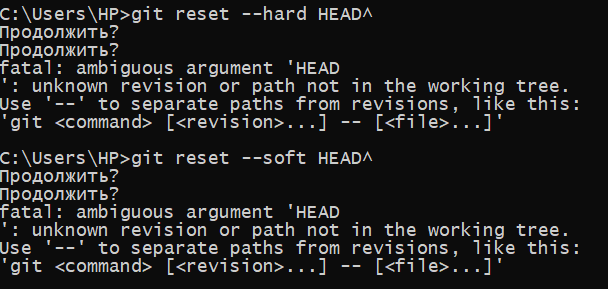 C:\Users\HP>git reset --hard HEAD^
Продолжить?
Продолжить?
fatal: ambiguous argument 'HEAD
': unknown revision or path not in the working tree.
Use '--' to separate paths from revisions, like this:
'git <command> [<revision>...] -- [<file>...]'
C:\Users\HP>git reset --soft HEAD^
Продолжить?
Продолжить?
fatal: ambiguous argument 'HEAD
': unknown revision or path not in the working tree.
Use '--' to separate paths from revisions, like this:
'git <command> [<revision>...] -- [<file>...]'